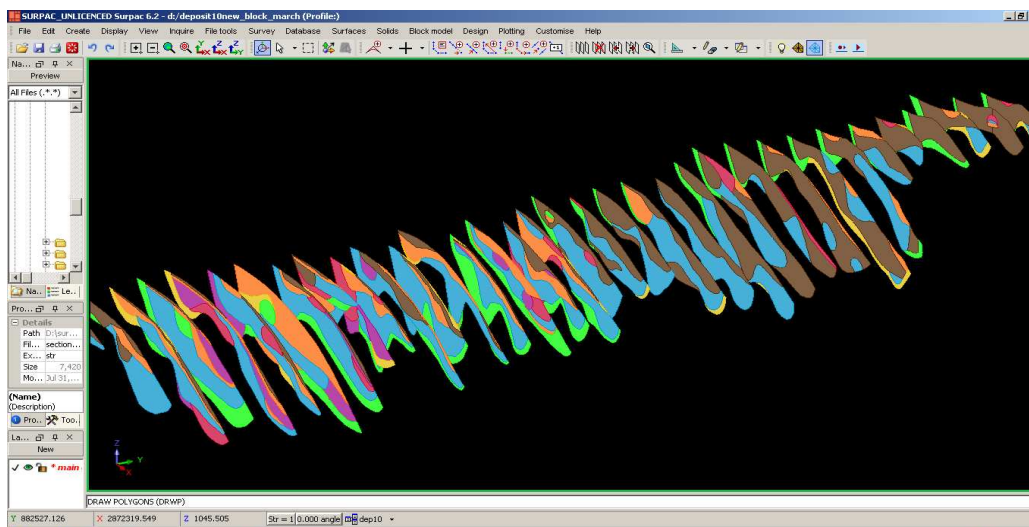 SURPAC_UNLICENCED Surpac 6.2 - d:/deposit10new_block_march (Profile:)
File Edit Create Display View Inquire File tools Survey Database Surfaces Solids Block model Design Plotting Customise Help
Na...
Preview
All Files (.*.*)
Na... Le...
Pro...
Details
Path D:\sur...
Fil... section...
Ex... str
Size 7,420
Mo... Jul 31,...
(Name)
(Description)
Pro... Too...
La...
New
* main
Z
Y
X
DRAW POLYGONS (DRWP)
Y 882527.126 X 2872319.549 Z 1045.505 Str = 1 0.000 angle dep10